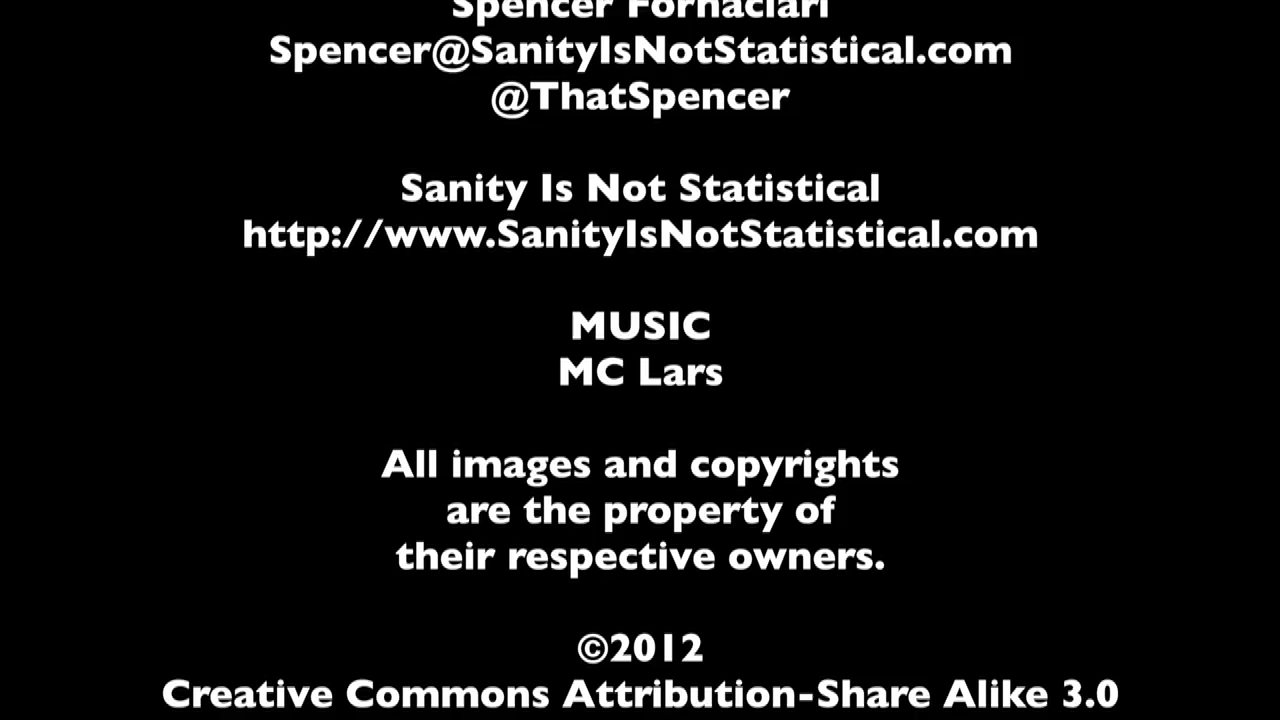 Spencer Fornaciari
Spencer@SanityIsNotStatistical.com
@ThatSpencer
Sanity Is Not Statistical
http://www.SanityIsNotStatistical.com
MUSIC
MC Lars
All images and copyrights
are the property of
their respective owners.
©2012
Creative Commons Attribution-Share Alike 3.0